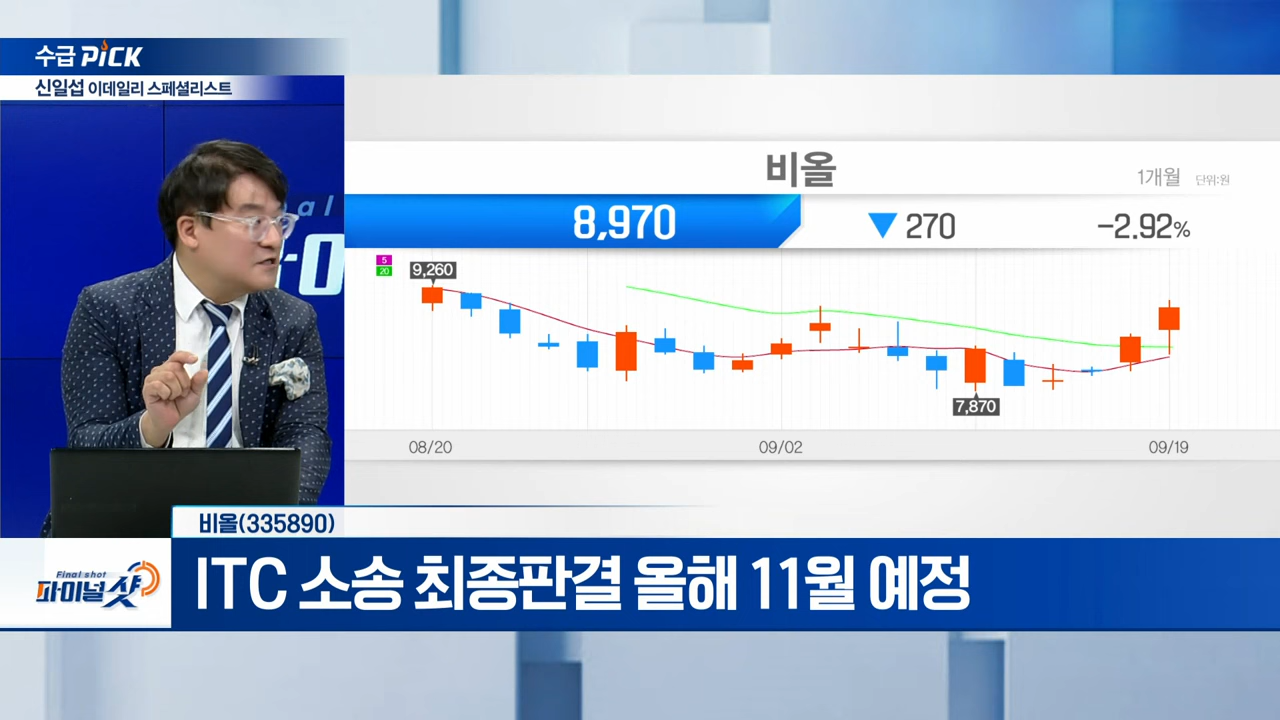 수급 PiCK
신일섭 이데일리 스페셜리스트
al
비올
1개월 단위:원
8,970 ▼ 270 -2.92%
5
20
9,260
7,870
08/20 09/02 09/19
비올(335890)
Final shot
파이널샷
ITC 소송 최종판결 올해 11월 예정